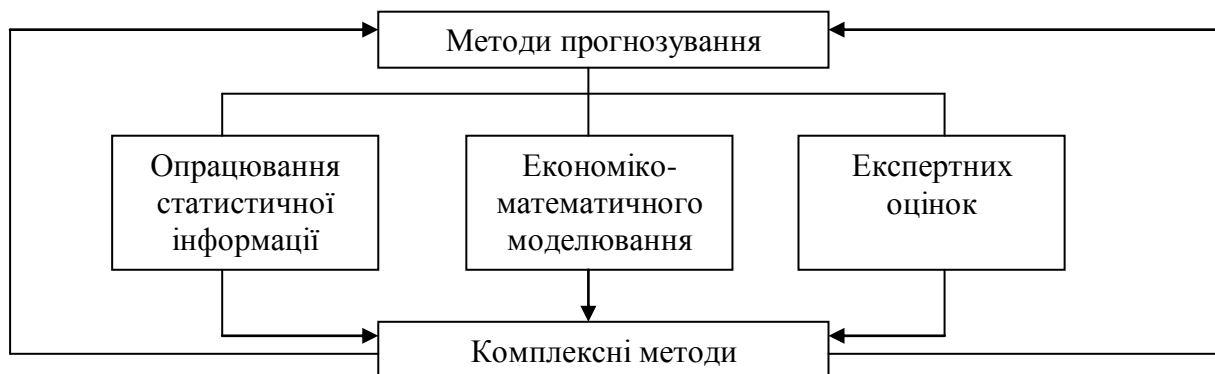 Методи прогнозування
Опрацювання
статистичної
інформації
Економіко-
математичного
моделювання
Експертних
оцінок
Комплексні методи